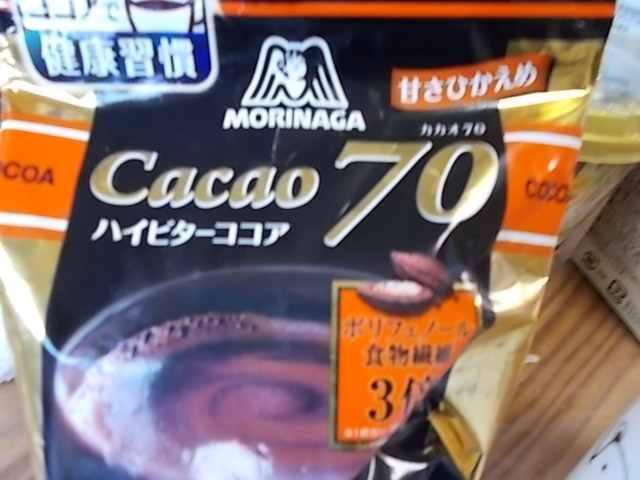 健康習慣
MORINAGA
甘さひかえめ
カカオ70
Cacao 70
ハイビターココア
COA
COCO
ポリフェノール
食物繊維
3倍